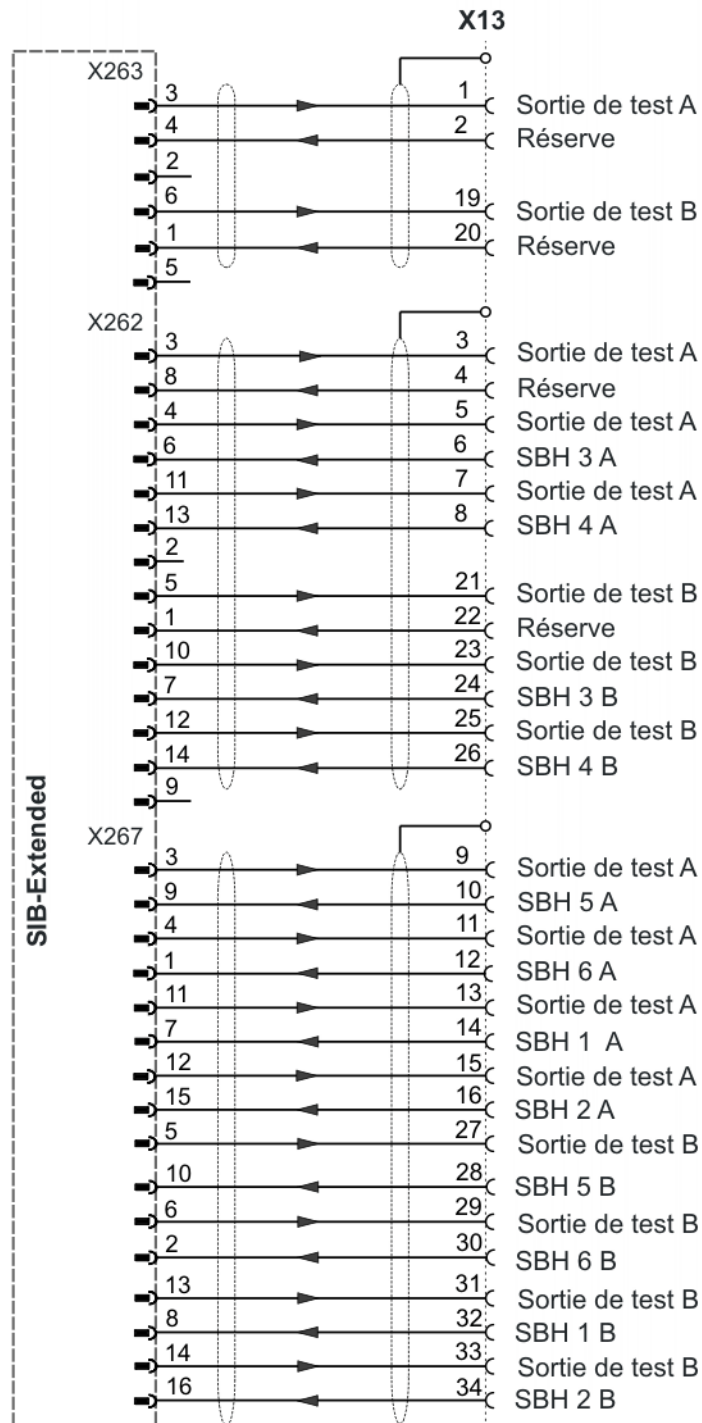 X13
X263
3 1 Sortie de test A
4 2 Réserve
2
6 19 Sortie de test B
1 20 Réserve
5
X262
3 3 Sortie de test A
8 4 Réserve
4 5 Sortie de test A
6 6 SBH 3 A
11 7 Sortie de test A
13 8 SBH 4 A
2
5 21 Sortie de test B
1 22 Réserve
10 23 Sortie de test B
7 24 SBH 3 B
12 25 Sortie de test B
14 26 SBH 4 B
9
SIB-Extended
X267
3 9 Sortie de test A
9 10 SBH 5 A
4 11 Sortie de test A
1 12 SBH 6 A
11 13 Sortie de test A
7 14 SBH 1 A
12 15 Sortie de test A
15 16 SBH 2 A
5 27 Sortie de test B
10 28 SBH 5 B
6 29 Sortie de test B
2 30 SBH 6 B
13 31 Sortie de test B
8 32 SBH 1 B
14 33 Sortie de test B
16 34 SBH 2 B